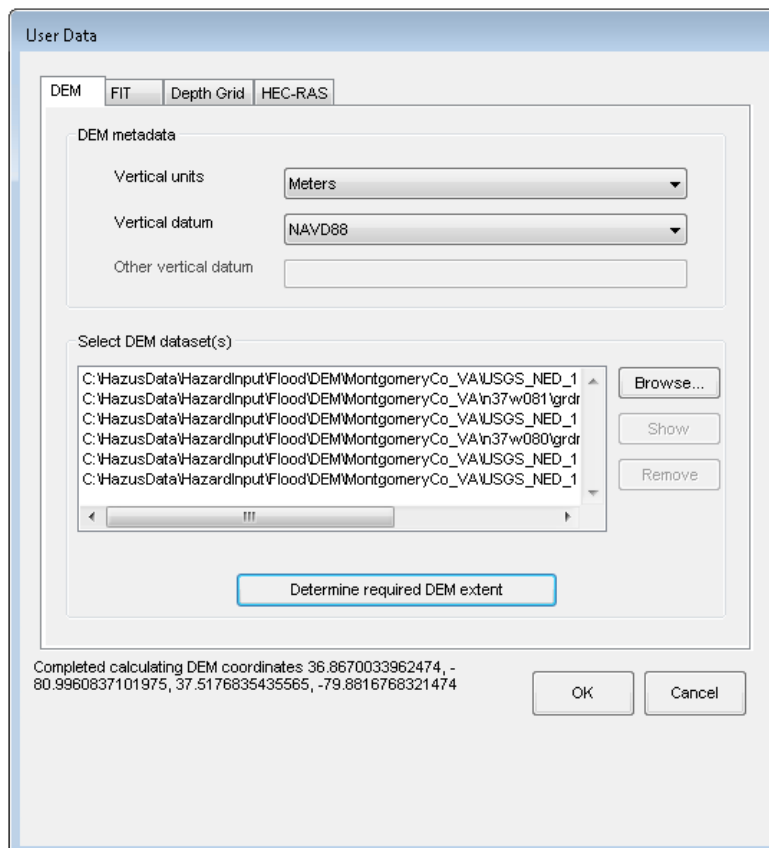 User Data
DEM FIT Depth Grid HEC-RAS
DEM metadata
Vertical units Meters
Vertical datum NAVD88
Other vertical datum
Select DEM dataset(s)
C:\HazusData\HazardInput\Flood\DEM\MontgomeryCo_VA\USGS_NED_1
C:\HazusData\HazardInput\Flood\DEM\MontgomeryCo_VA\n37w081\grdr
C:\HazusData\HazardInput\Flood\DEM\MontgomeryCo_VA\USGS_NED_1
C:\HazusData\HazardInput\Flood\DEM\MontgomeryCo_VA\n37w080\grdr
C:\HazusData\HazardInput\Flood\DEM\MontgomeryCo_VA\USGS_NED_1
C:\HazusData\HazardInput\Flood\DEM\MontgomeryCo_VA\USGS_NED_1
Browse...
Show
Remove
Determine required DEM extent
Completed calculating DEM coordinates 36.8670033962474, -
80.9960837101975, 37.5176835435565, -79.8816768321474
OK Cancel